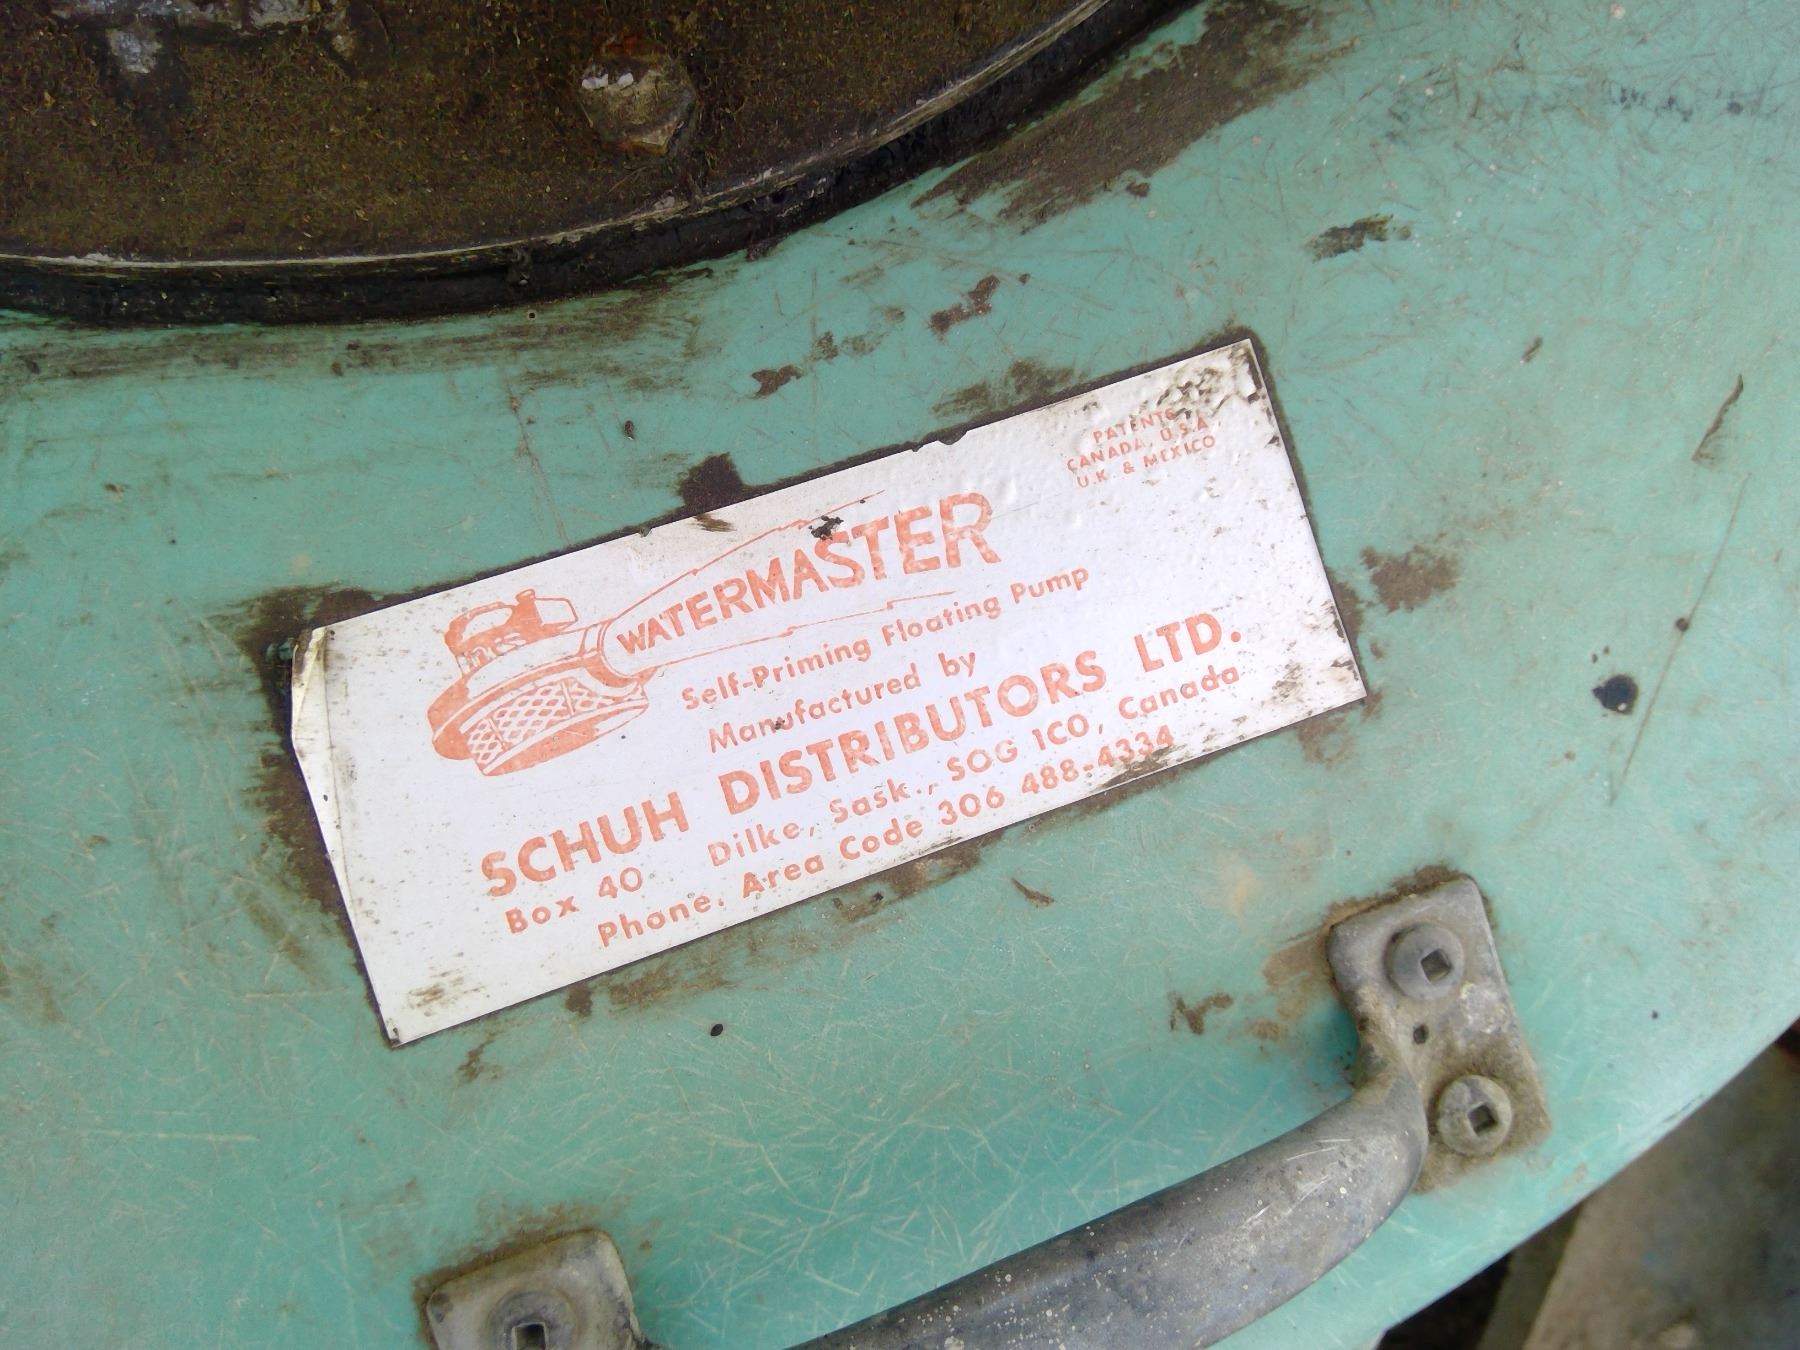 PATENTS
CANADA, U.S.A.
U.K. & MEXICO
WATERMASTER
Self-Priming Floating Pump
Manufactured by
SCHUH DISTRIBUTORS LTD.
Box 40 Dilke, Sask., SOG 1CO, Canada
Phone. Area Code 306 488-4334